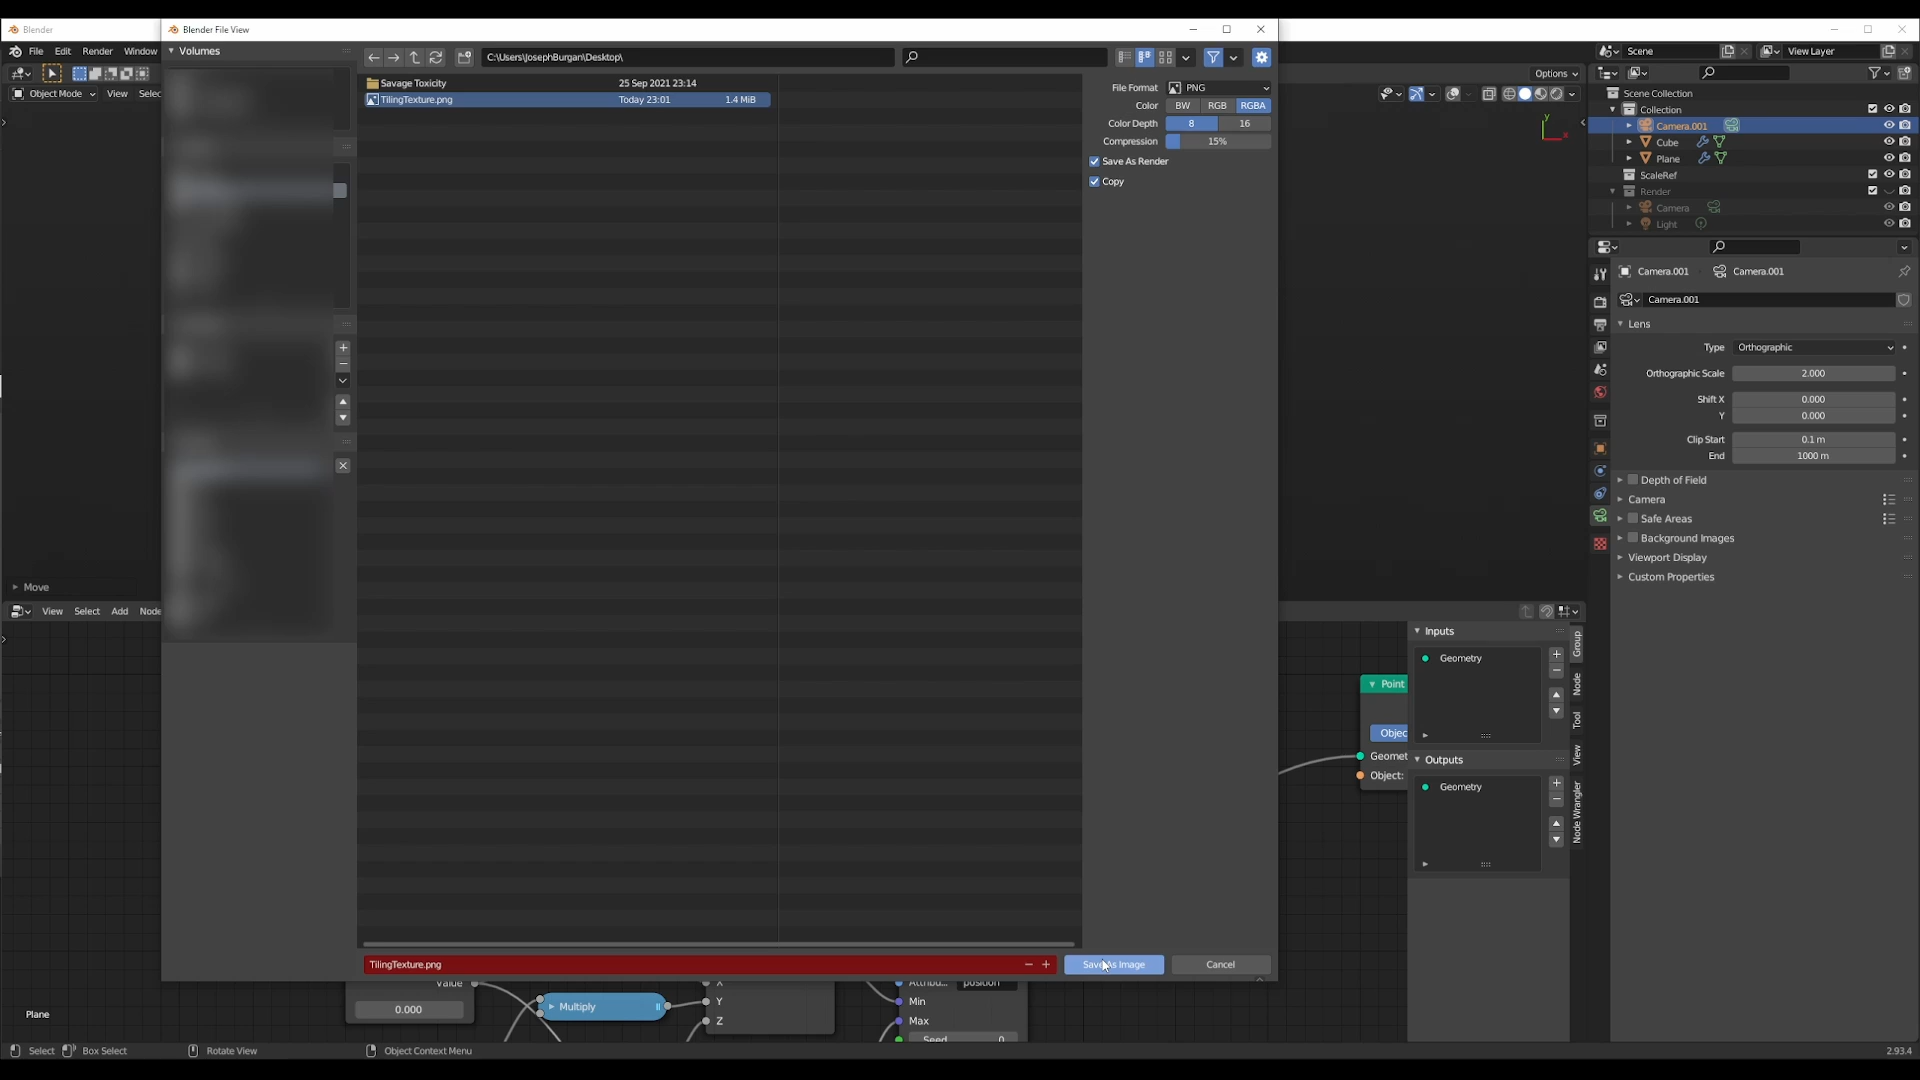 Blender
Blender File View
File Edit Render Window
Scene
View Layer
Volumes
C:\Users\JosephBurgan\Desktop\
Object Mode View Selec
Options
Savage Toxicity 25 Sep 2021 23:14
TilingTexture.png Today 23:01 1.4 MiB
File Format PNG
Color BW RGB RGBA
Color Depth 8 16
Compression 15%
Save As Render
Copy
Y
X
Scene Collection
Collection
Camera.001
Cube
Plane
ScaleRef
Render
Camera
Light
Camera.001 Camera.001
Camera.001
Lens
Type Orthographic
Orthographic Scale 2.000
Shift X 0.000
Y 0.000
Clip Start 0.1 m
End 1000 m
Depth of Field
Camera
Safe Areas
Background Images
Viewport Display
Custom Properties
Move
View Select Add Node
Inputs
Geometry
Outputs
Geometry
Group
Node
Tool
View
Node Wrangler
Point
Objec
Geomet
Object:
TilingTexture.png
Save As Image Cancel
Value
0.000
Multiply
X
Y
Z
Attribu... position
Min
Max
Seed 0
Plane
Select Box Select Rotate View Object Context Menu
2.93.4